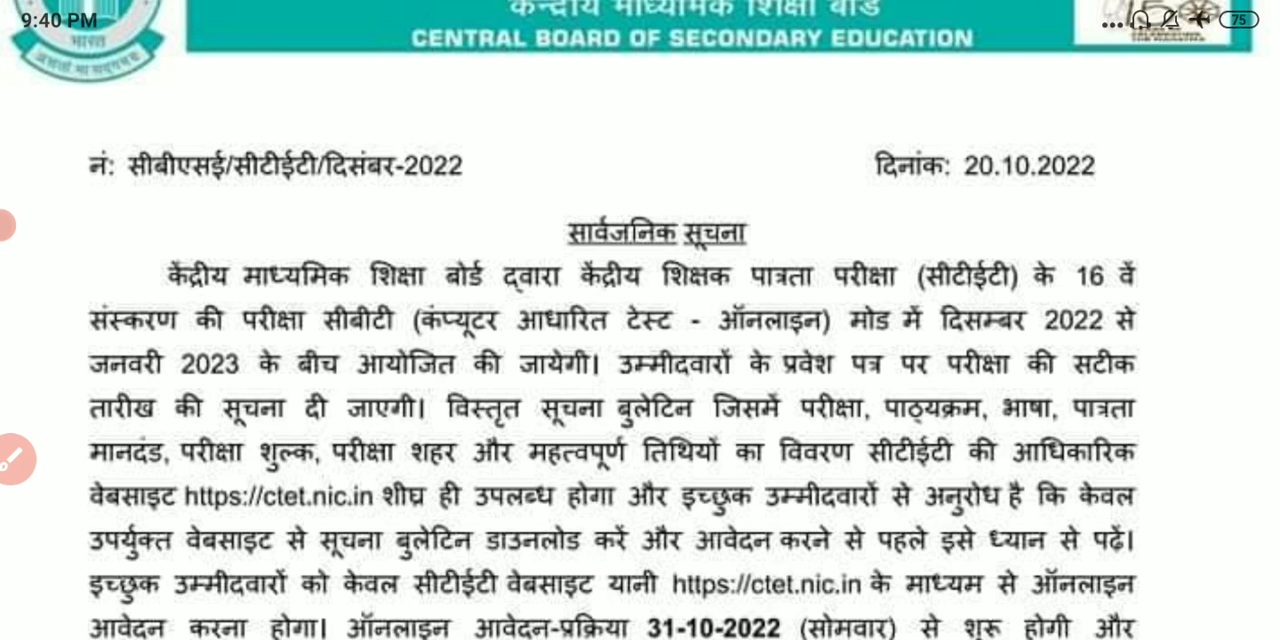 9:40 PM
75
भारत
असतो मा सद्गमय
केन्द्रीय माध्यमिक शिक्षा बोर्ड
CENTRAL BOARD OF SECONDARY EDUCATION
नं: सीबीएसई/सीटीईटी/दिसंबर-2022 दिनांक: 20.10.2022
सार्वजनिक सूचना
केंद्रीय माध्यमिक शिक्षा बोर्ड द्वारा केंद्रीय शिक्षक पात्रता परीक्षा (सीटीईटी) के 16 वें
संस्करण की परीक्षा सीबीटी (कंप्यूटर आधारित टेस्ट - ऑनलाइन) मोड में दिसम्बर 2022 से
जनवरी 2023 के बीच आयोजित की जायेगी। उम्मीदवारों के प्रवेश पत्र पर परीक्षा की सटीक
तारीख की सूचना दी जाएगी। विस्तृत सूचना बुलेटिन जिसमें परीक्षा, पाठ्यक्रम, भाषा, पात्रता
मानदंड, परीक्षा शुल्क, परीक्षा शहर और महत्वपूर्ण तिथियों का विवरण सीटीईटी की आधिकारिक
वेबसाइट https://ctet.nic.in शीघ्र ही उपलब्ध होगा और इच्छुक उम्मीदवारों से अनुरोध है कि केवल
उपर्युक्त वेबसाइट से सूचना बुलेटिन डाउनलोड करें और आवेदन करने से पहले इसे ध्यान से पढ़ें।
इच्छुक उम्मीदवारों को केवल सीटीईटी वेबसाइट यानी https://ctet.nic.in के माध्यम से ऑनलाइन
आवेदन करना होगा। ऑनलाइन आवेदन-प्रक्रिया 31-10-2022 (सोमवार) से शुरू होगी और